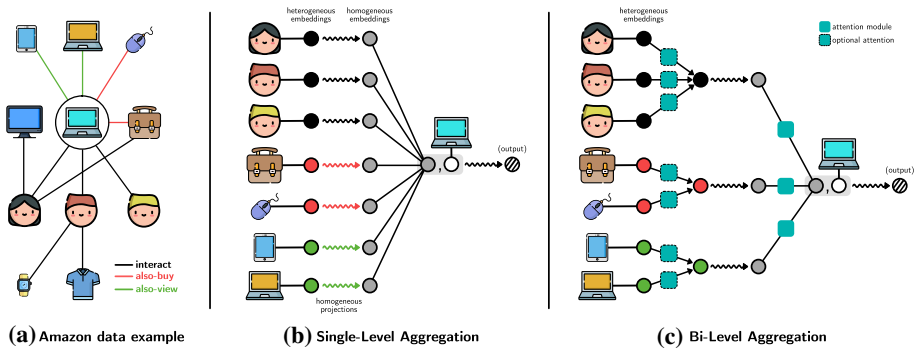 interact
also-buy
also-view
(a) Amazon data example
heterogeneous
embeddings
homogeneous
embeddings
,
(output)
homogeneous
projections
(b) Single-Level Aggregation
heterogeneous
embeddings
attention module
optional attention
,
(output)
(c) Bi-Level Aggregation